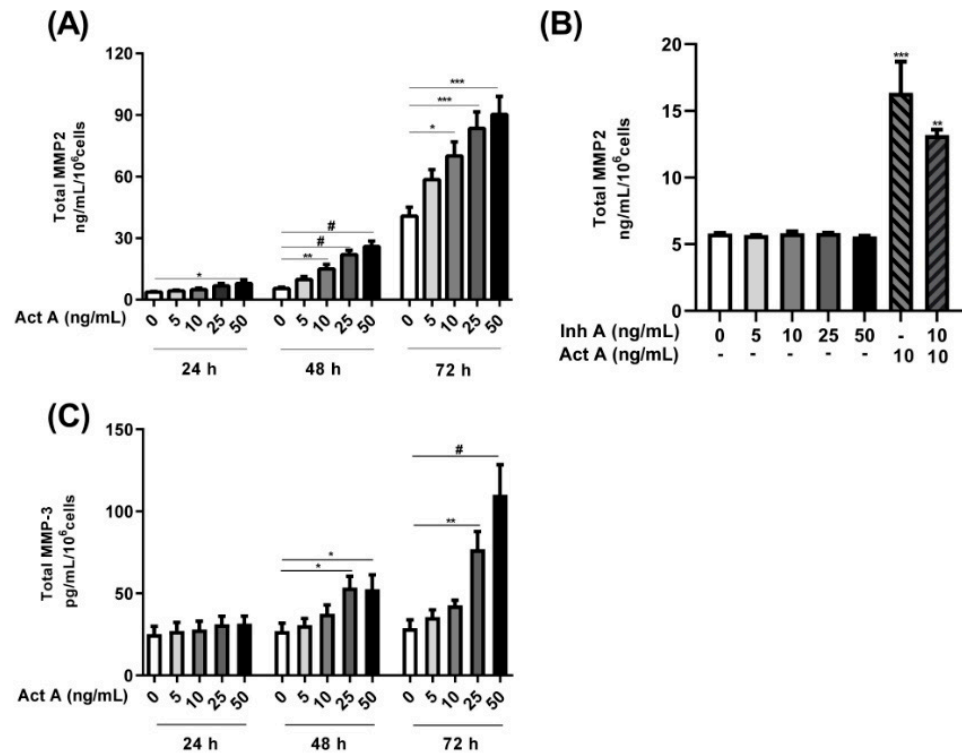 (A)
Total MMP2
ng/mL/10⁶cells
120
90
60
30
0
* ** # # * *** ***
Act A (ng/mL) 0 5 10 25 50 0 5 10 25 50 0 5 10 25 50
24 h 48 h 72 h
(B)
Total MMP2
ng/mL/10⁶cells
20
15
10
5
0
*** **
Inh A (ng/mL) 0 5 10 25 50 - 10
Act A (ng/mL) - - - - - 10 10
(C)
Total MMP-3
pg/mL/10⁶cells
150
100
50
0
* * ** #
Act A (ng/mL) 0 5 10 25 50 0 5 10 25 50 0 5 10 25 50
24 h 48 h 72 h